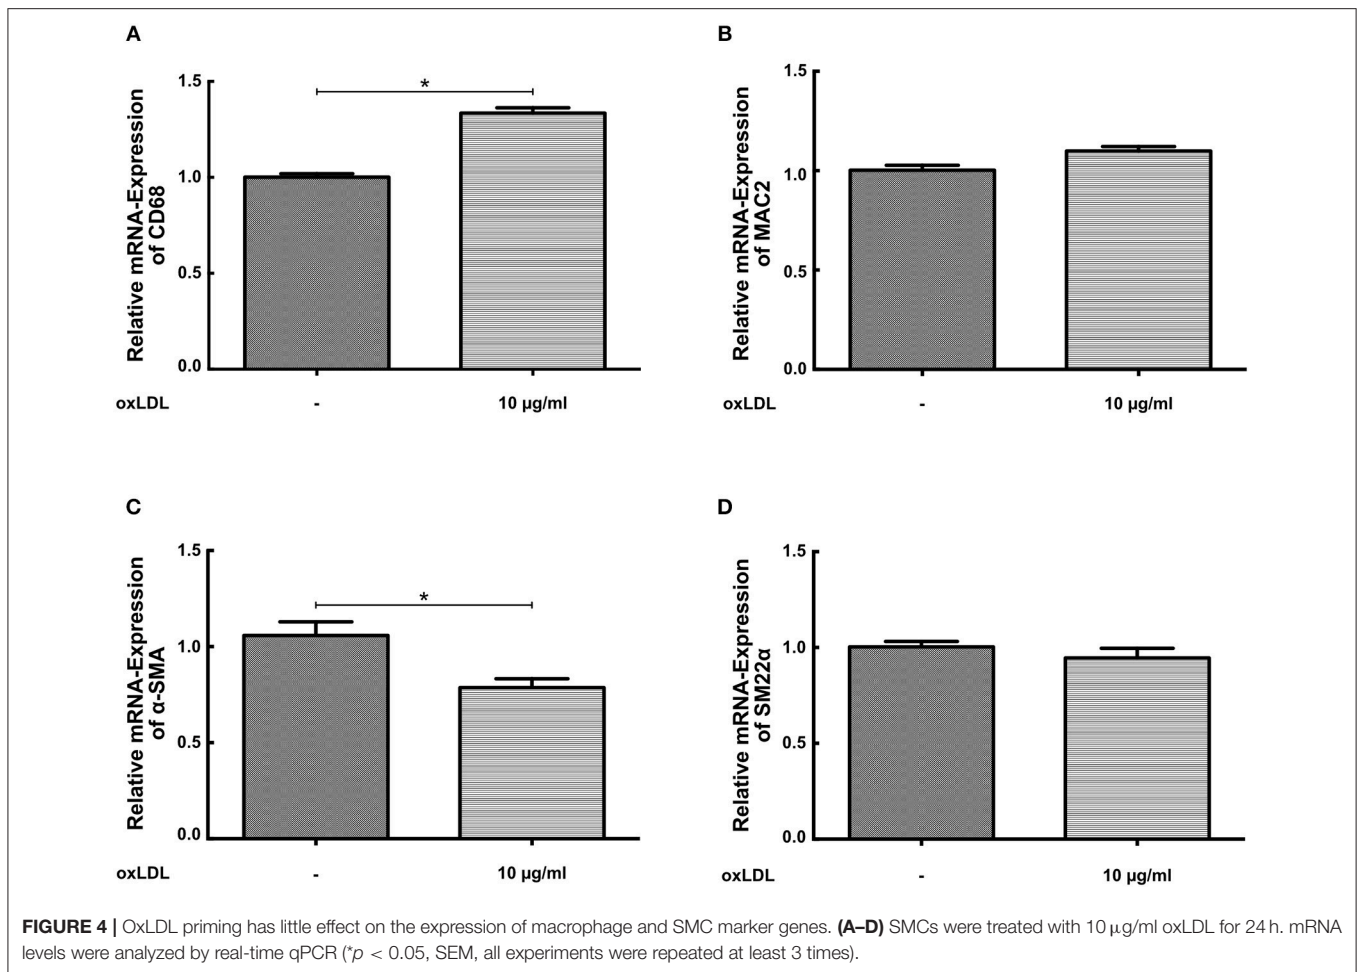 A
Relative mRNA-Expression
of CD68
1.5
1.0
0.5
0.0
*
oxLDL - 10 µg/ml
B
Relative mRNA-Expression
of MAC2
1.5
1.0
0.5
0.0
oxLDL - 10 µg/ml
C
Relative mRNA-Expression
of α-SMA
1.5
1.0
0.5
0.0
*
oxLDL - 10 µg/ml
D
Relative mRNA-Expression
of SM22α
1.5
1.0
0.5
0.0
oxLDL - 10 µg/ml
FIGURE 4 | OxLDL priming has little effect on the expression of macrophage and SMC marker genes. (A–D) SMCs were treated with 10 µg/ml oxLDL for 24 h. mRNA
levels were analyzed by real-time qPCR (*p < 0.05, SEM, all experiments were repeated at least 3 times).